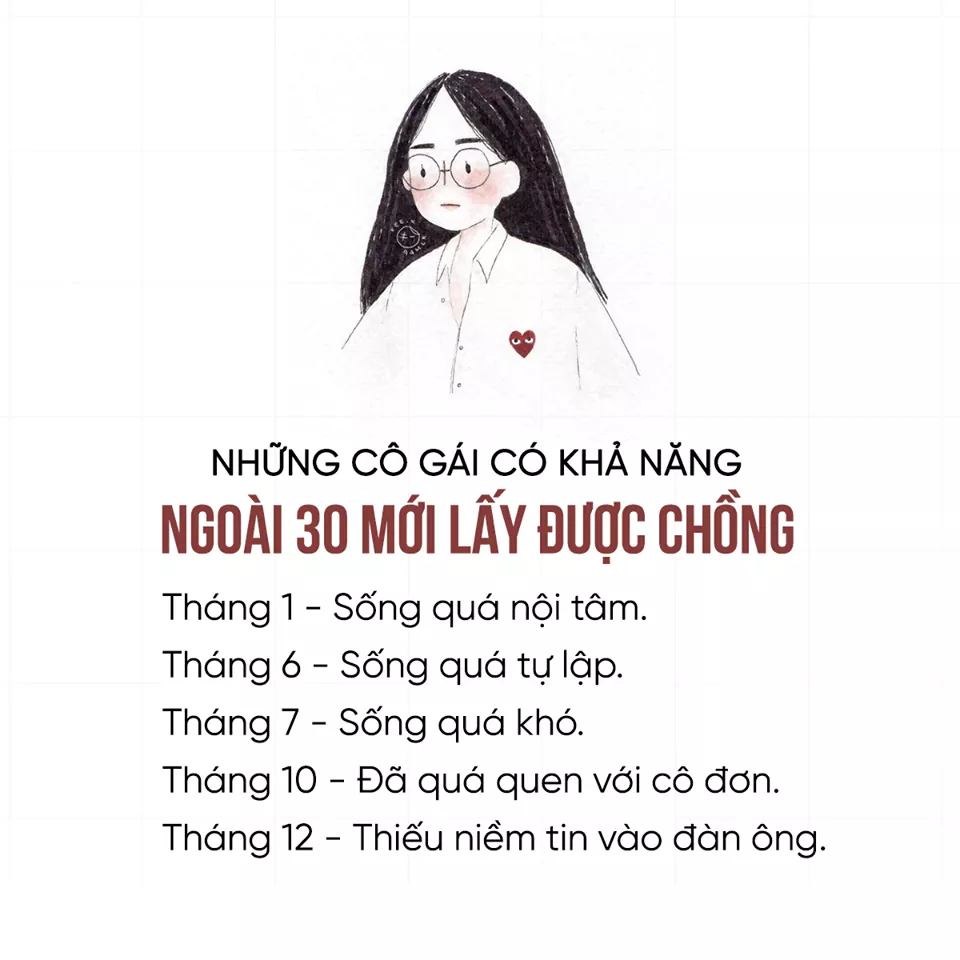 NHỮNG CÔ GÁI CÓ KHẢ NĂNG
NGOÀI 30 MỚI LẤY ĐƯỢC CHỒNG
Tháng 1 - Sống quá nội tâm.
Tháng 6 - Sống quá tự lập.
Tháng 7 - Sống quá khó.
Tháng 10 - Đã quá quen với cô đơn.
Tháng 12 - Thiếu niềm tin vào đàn ông.